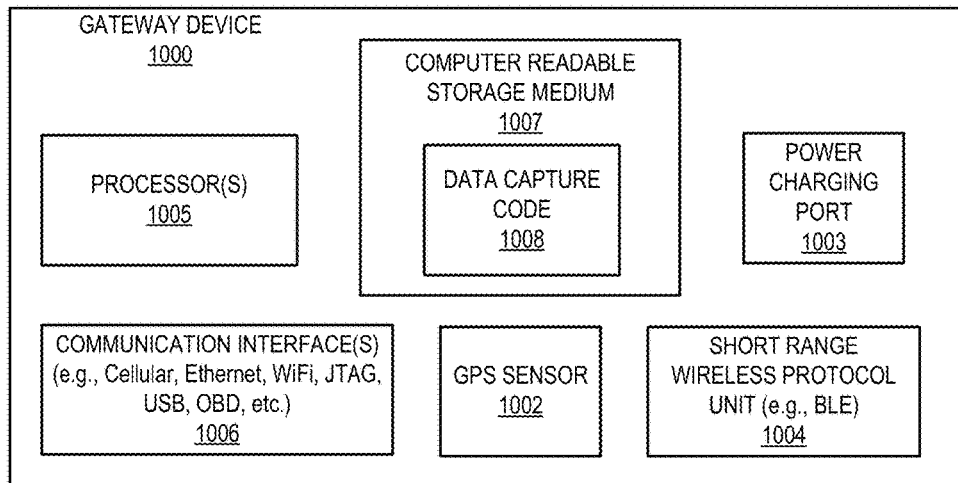 GATEWAY DEVICE
1000
COMPUTER READABLE
STORAGE MEDIUM
1007
DATA CAPTURE
CODE
1008
PROCESSOR(S)
1005
POWER
CHARGING
PORT
1003
COMMUNICATION INTERFACE(S)
(e.g., Cellular, Ethernet, WiFi, JTAG,
USB, OBD, etc.)
1006
GPS SENSOR
1002
SHORT RANGE
WIRELESS PROTOCOL
UNIT (e.g., BLE)
1004